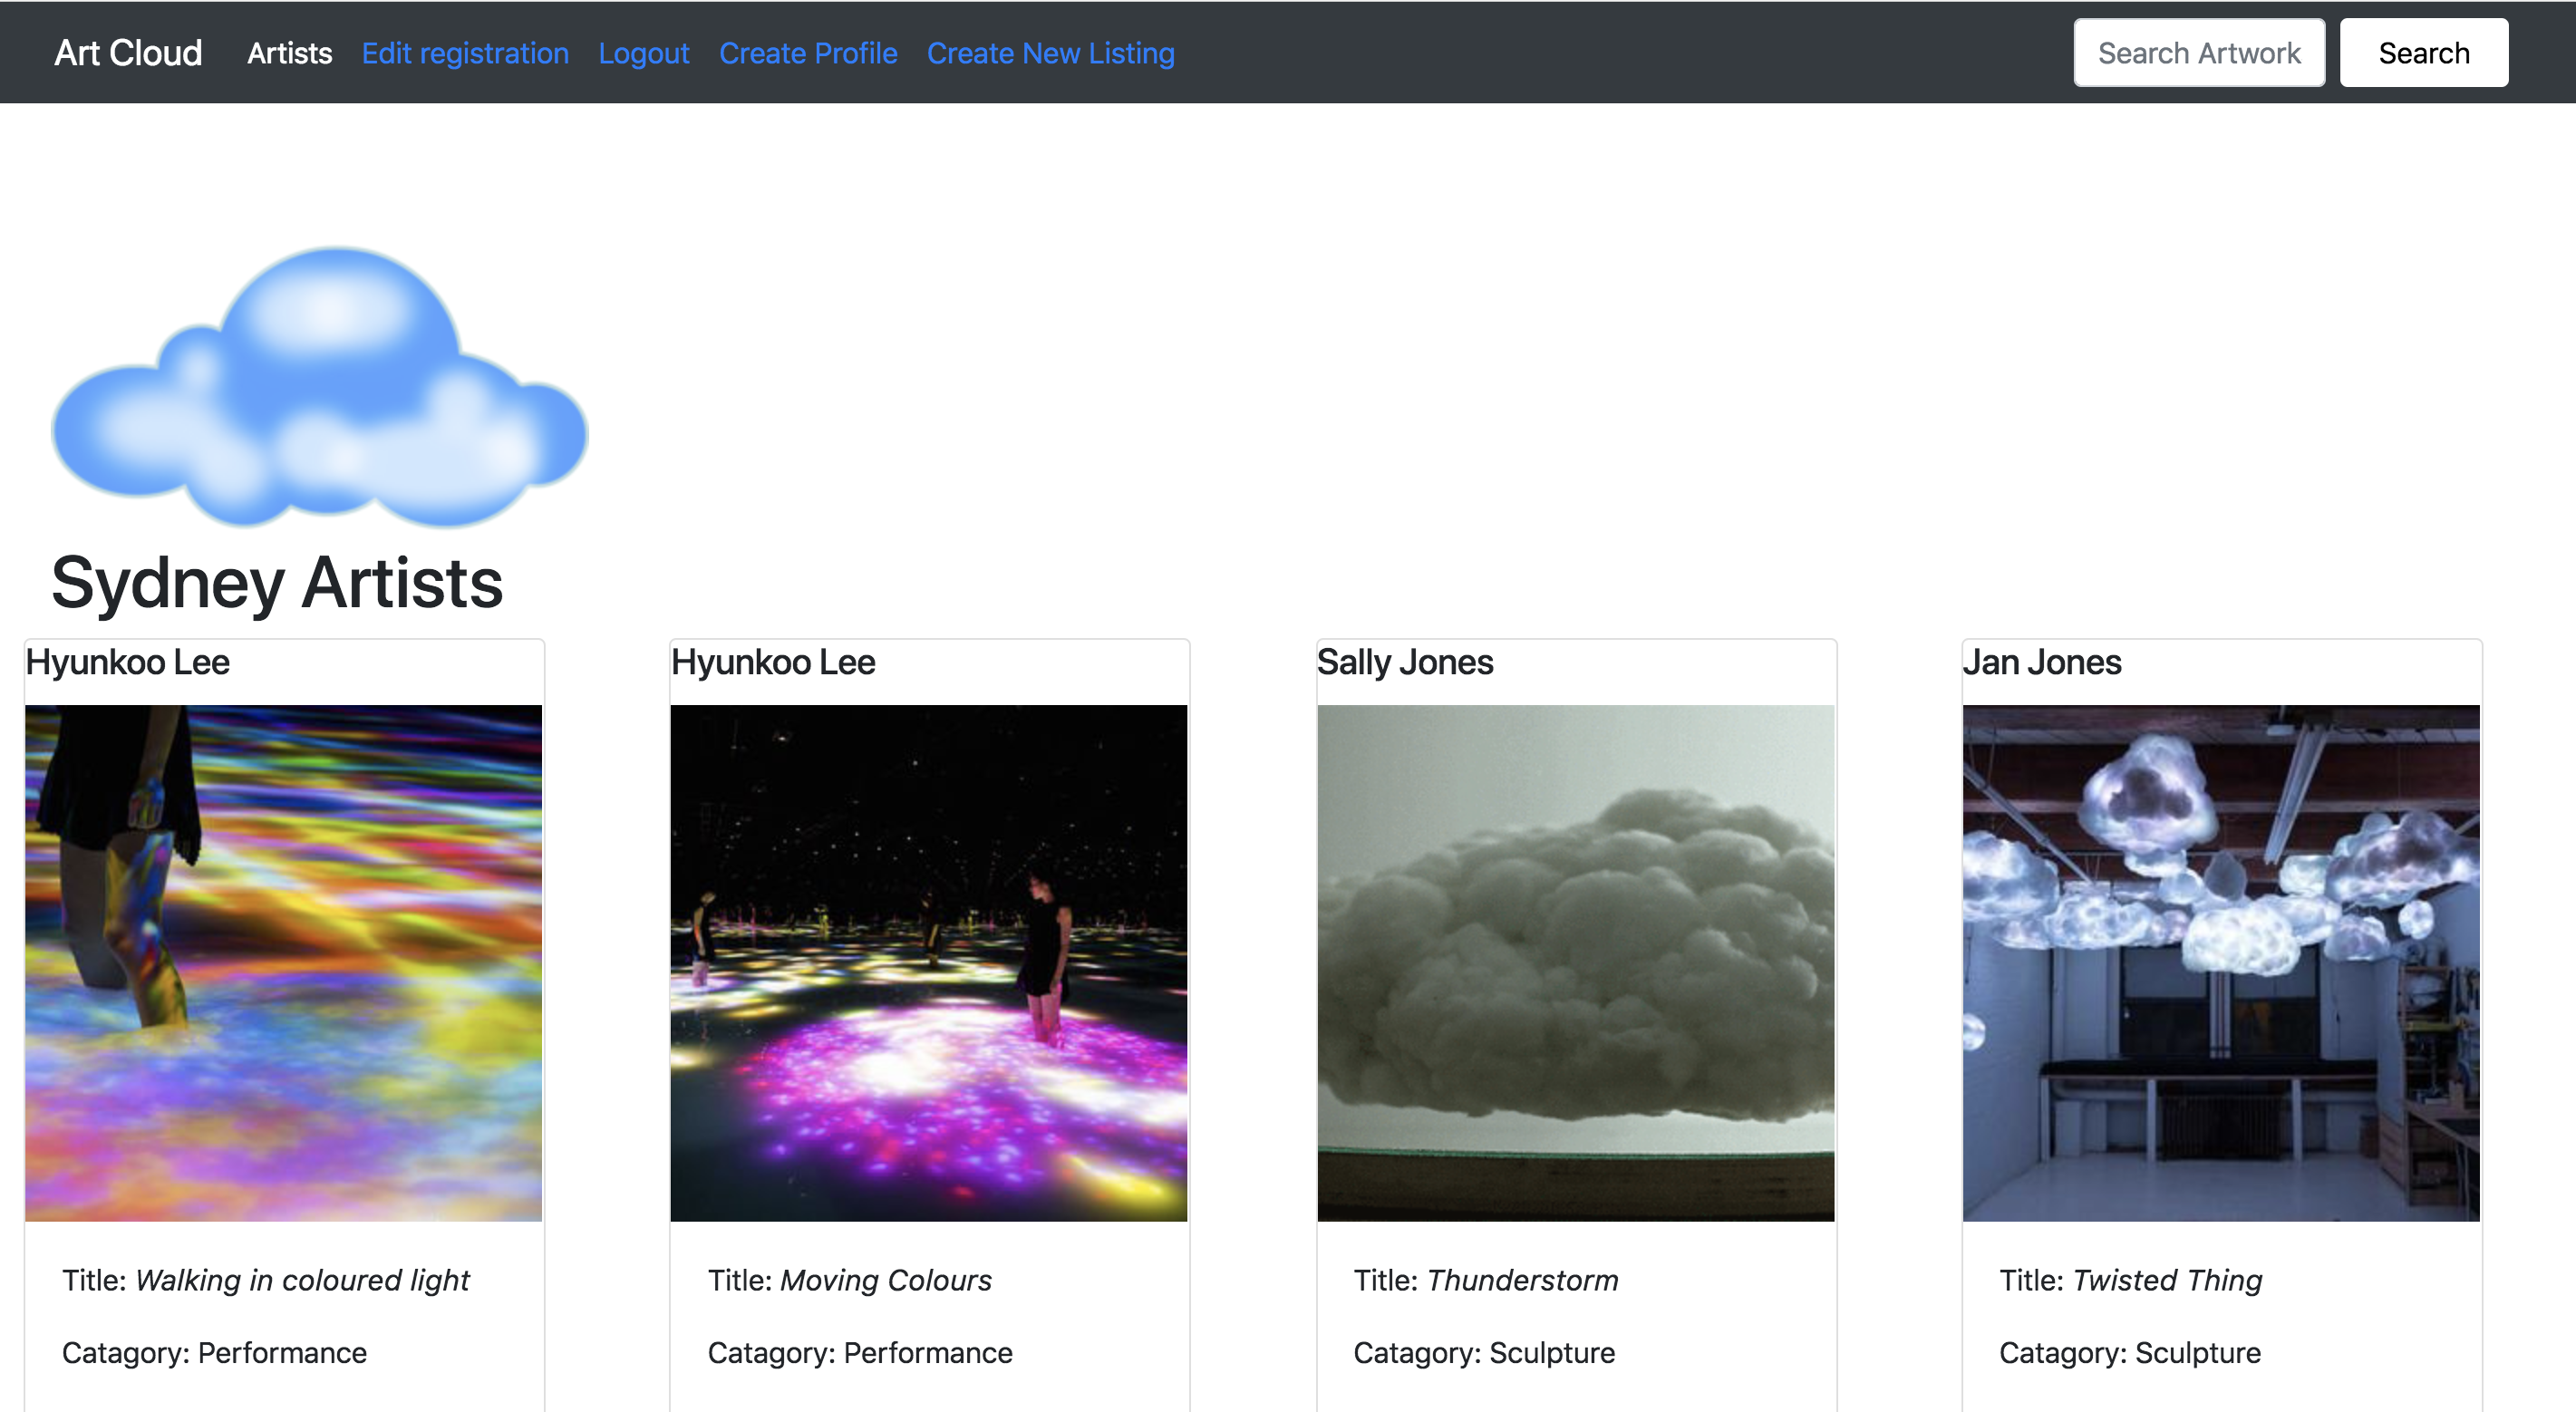 Art Cloud Artists Edit registration Logout Create Profile Create New Listing Search Artwork Search
Sydney Artists
Hyunkoo Lee
Title: Walking in coloured light
Catagory: Performance
Hyunkoo Lee
Title: Moving Colours
Catagory: Performance
Sally Jones
Title: Thunderstorm
Catagory: Sculpture
Jan Jones
Title: Twisted Thing
Catagory: Sculpture